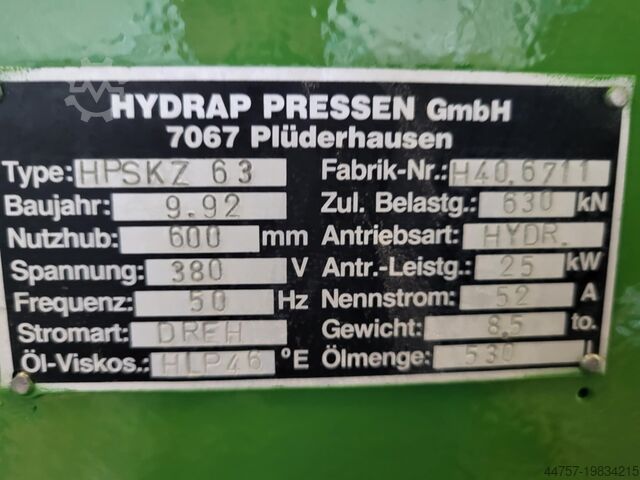 HYDRAP PRESSEN GmbH
7067 Plüderhausen
Type: HPSKZ 63 Fabrik-Nr.: H40.6711
Baujahr: 9.92 Zul. Belastg.: 630 kN
Nutzhub: 600 mm Antriebsart: HYDR.
Spannung: 380 V Antr.-Leistg.: 25 kW
Frequenz: 50 Hz Nennstrom: 52 A
Stromart: DREH Gewicht: 8.5 to.
Öl-Viskos.: HLP46 °E Ölmenge: 530 l
44757-19834215